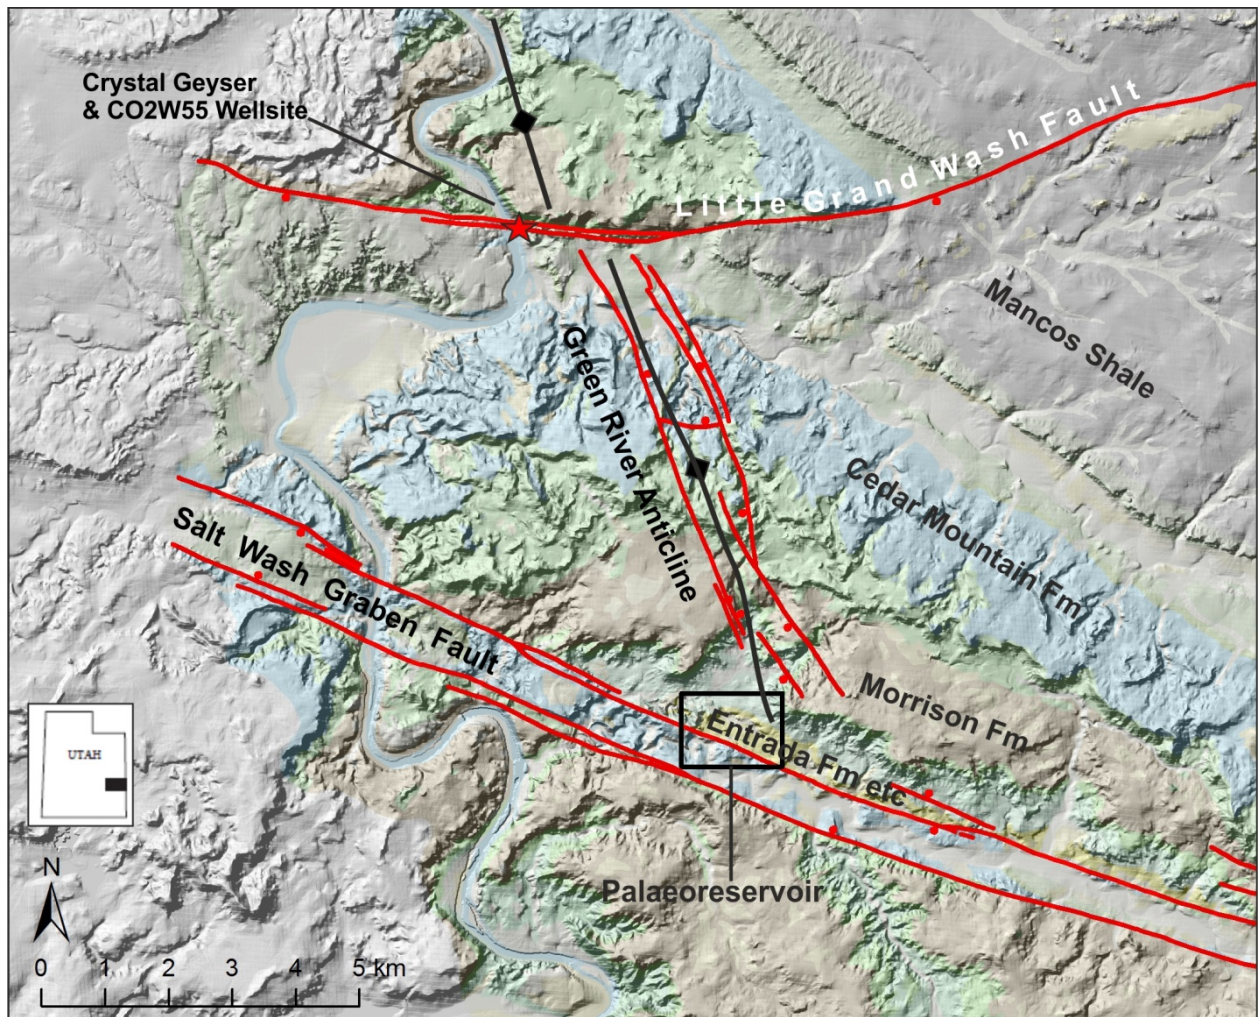 Crystal Geyser
& CO2W55 Wellsite
Little Grand Wash Fault
Mancos Shale
Green River Anticline
Cedar Mountain Fm
Salt Wash Graben Fault
Morrison Fm
Entrada Fm etc
UTAH
Palaeoreservoir
N
0 1 2 3 4 5 km